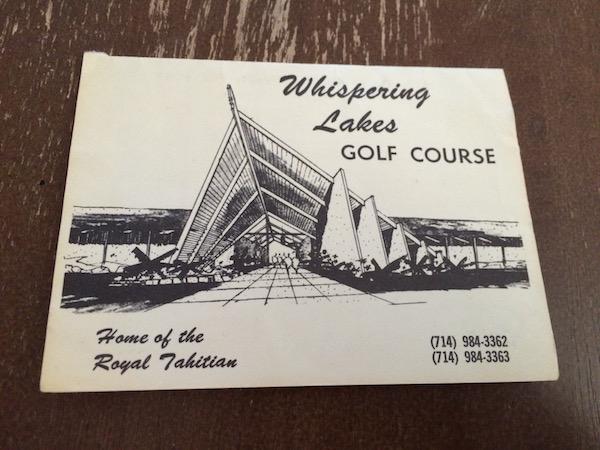 Whispering
Lakes
GOLF COURSE
Home of the
Royal Tahitian
(714) 984-3362
(714) 984-3363